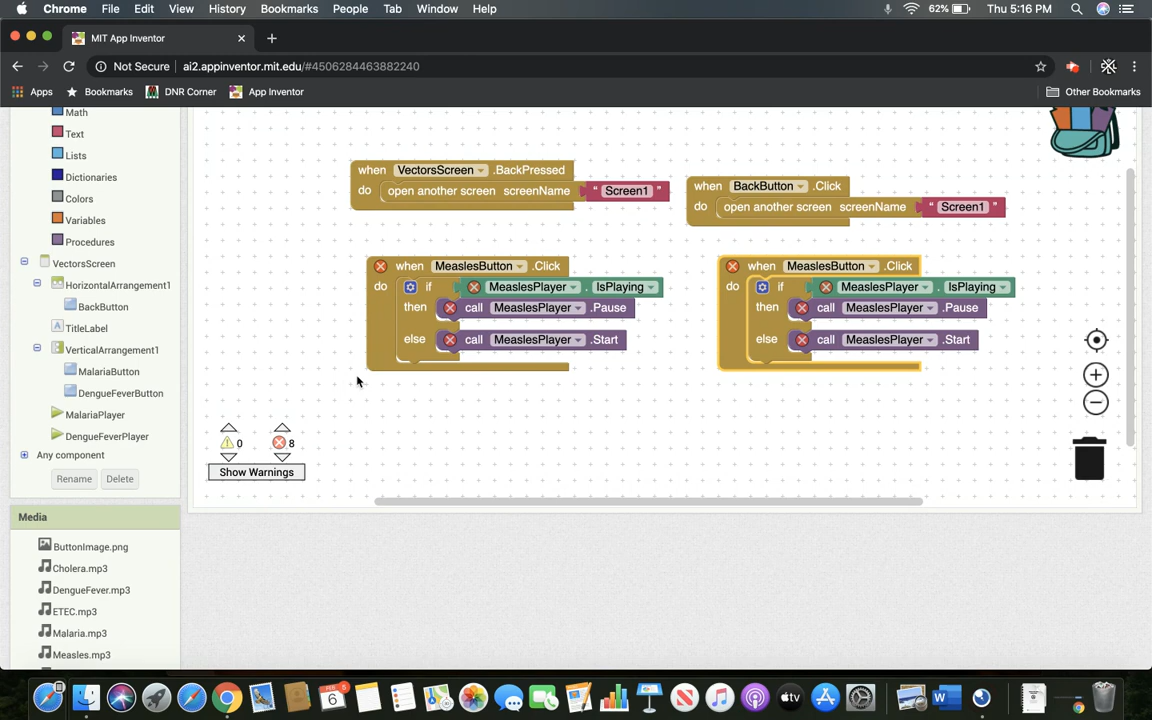 Chrome File Edit View History Bookmarks People Tab Window Help 62% Thu 5:16 PM
MIT App Inventor
Not Secure ai2.appinventor.mit.edu/#4506284463882240
Apps Bookmarks DNR Corner App Inventor Other Bookmarks
Math
Text
Lists
Dictionaries
Colors
Variables
Procedures
VectorsScreen
HorizontalArrangement1
BackButton
TitleLabel
VerticalArrangement1
MalariaButton
DengueFeverButton
MalariaPlayer
DengueFeverPlayer
Any component
Rename Delete
Media
ButtonImage.png
Cholera.mp3
DengueFever.mp3
ETEC.mp3
Malaria.mp3
Measles.mp3
when VectorsScreen .BackPressed
do open another screen screenName " Screen1 "
when BackButton .Click
do open another screen screenName " Screen1 "
when MeaslesButton .Click
do if MeaslesPlayer . IsPlaying
then call MeaslesPlayer .Pause
else call MeaslesPlayer .Start
when MeaslesButton .Click
do if MeaslesPlayer . IsPlaying
then call MeaslesPlayer .Pause
else call MeaslesPlayer .Start
0 8
Show Warnings
FEB
6
5
tv
W